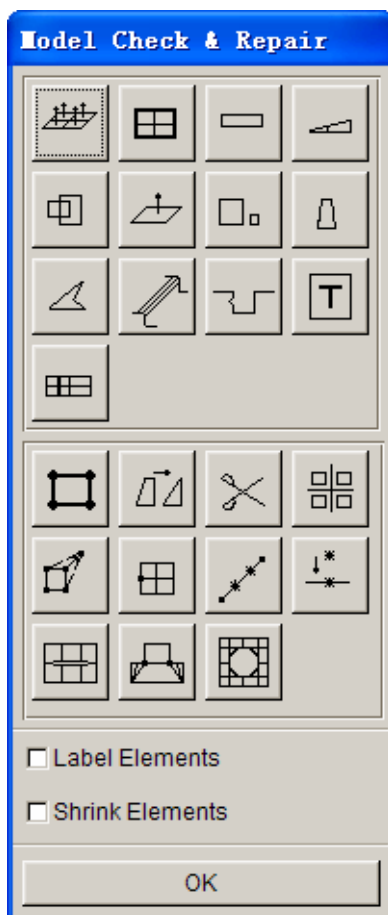 Model Check & Repair
T
Label Elements
Shrink Elements
OK